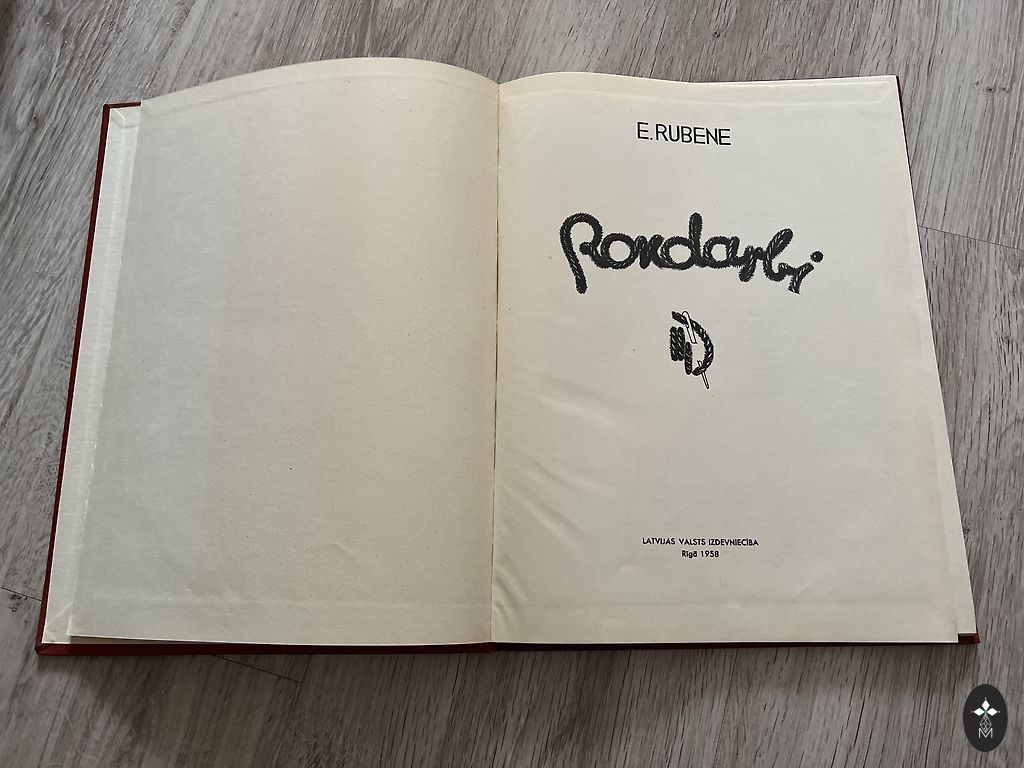 E. RUBENE
Rokdarbi
LATVIJAS VALSTS IZDEVNIECĪBA
Rīgā 1958
M